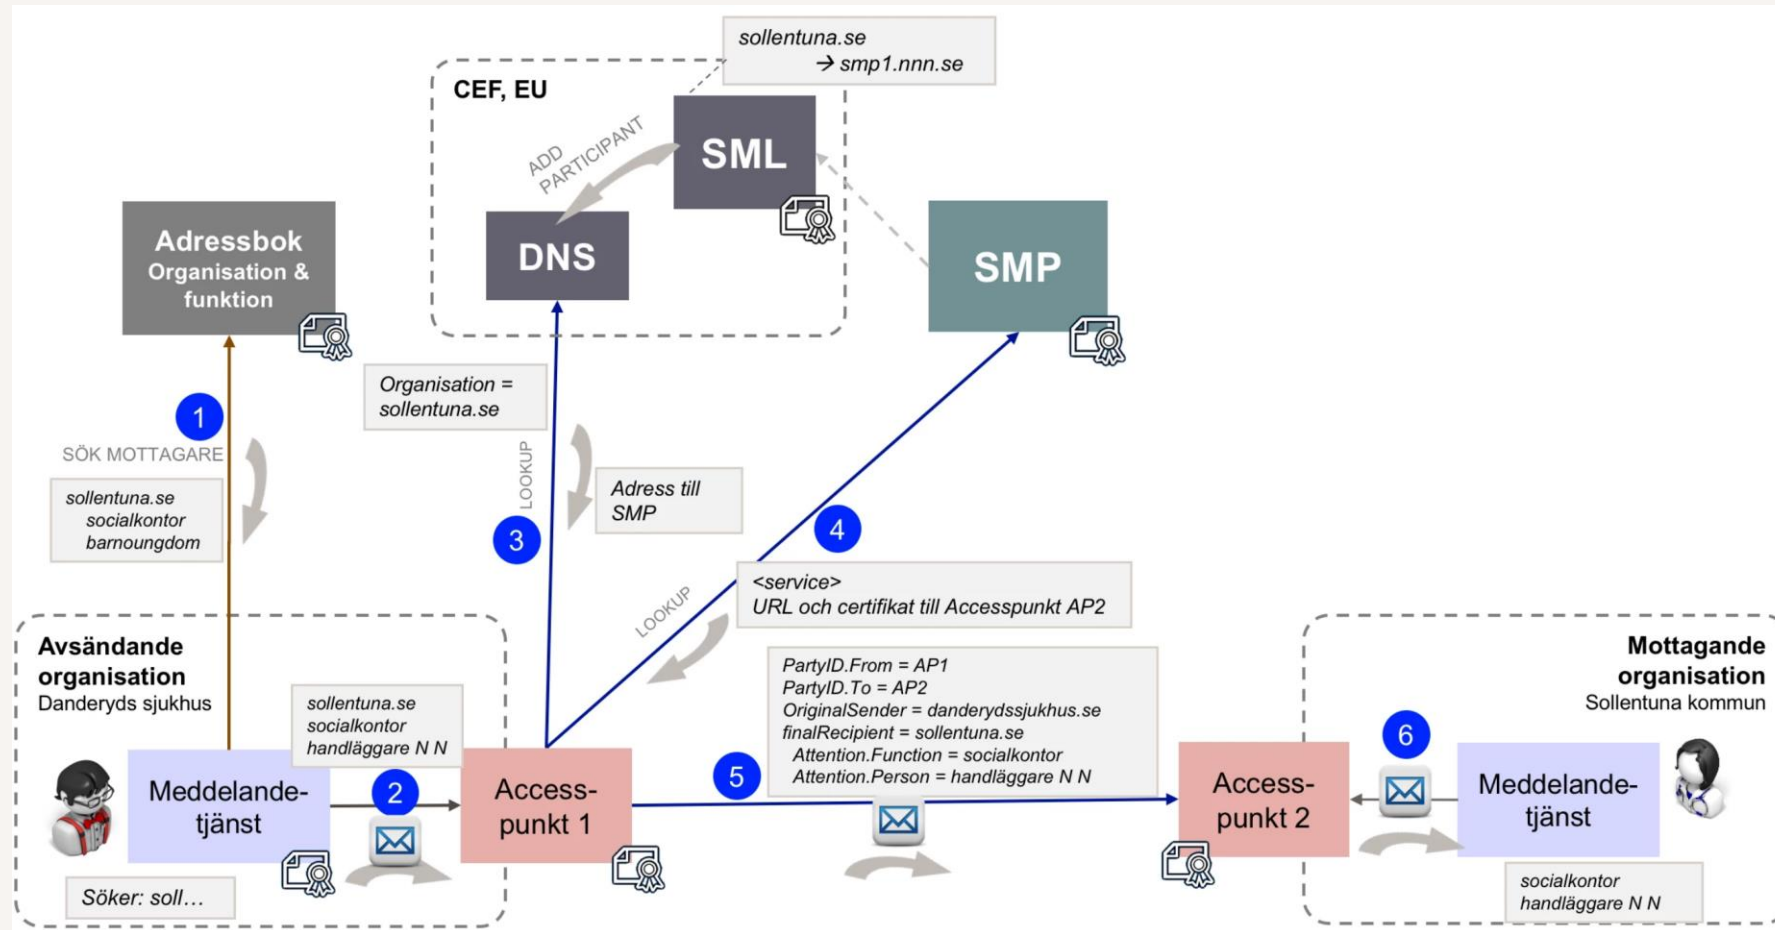 sollentuna.se
→ smp1.nnn.se
CEF, EU
SML
ADD
PARTICIPANT
DNS
SMP
Adressbok
Organisation &
funktion
1
SÖK MOTTAGARE
sollentuna.se
socialkontor
barnoungdom
Organisation =
sollentuna.se
LOOKUP
3
Adress till
SMP
4
LOOKUP
<service>
URL och certifikat till Accesspunkt AP2
Avsändande
organisation
Danderyds sjukhus
sollentuna.se
socialkontor
handläggare N N
Meddelande-
tjänst
2
Access-
punkt 1
Söker: soll…
5
PartyID.From = AP1
PartyID.To = AP2
OriginalSender = danderydssjukhus.se
finalRecipient = sollentuna.se
Attention.Function = socialkontor
Attention.Person = handläggare N N
Access-
punkt 2
Mottagande
organisation
Sollentuna kommun
6
Meddelande-
tjänst
socialkontor
handläggare N N